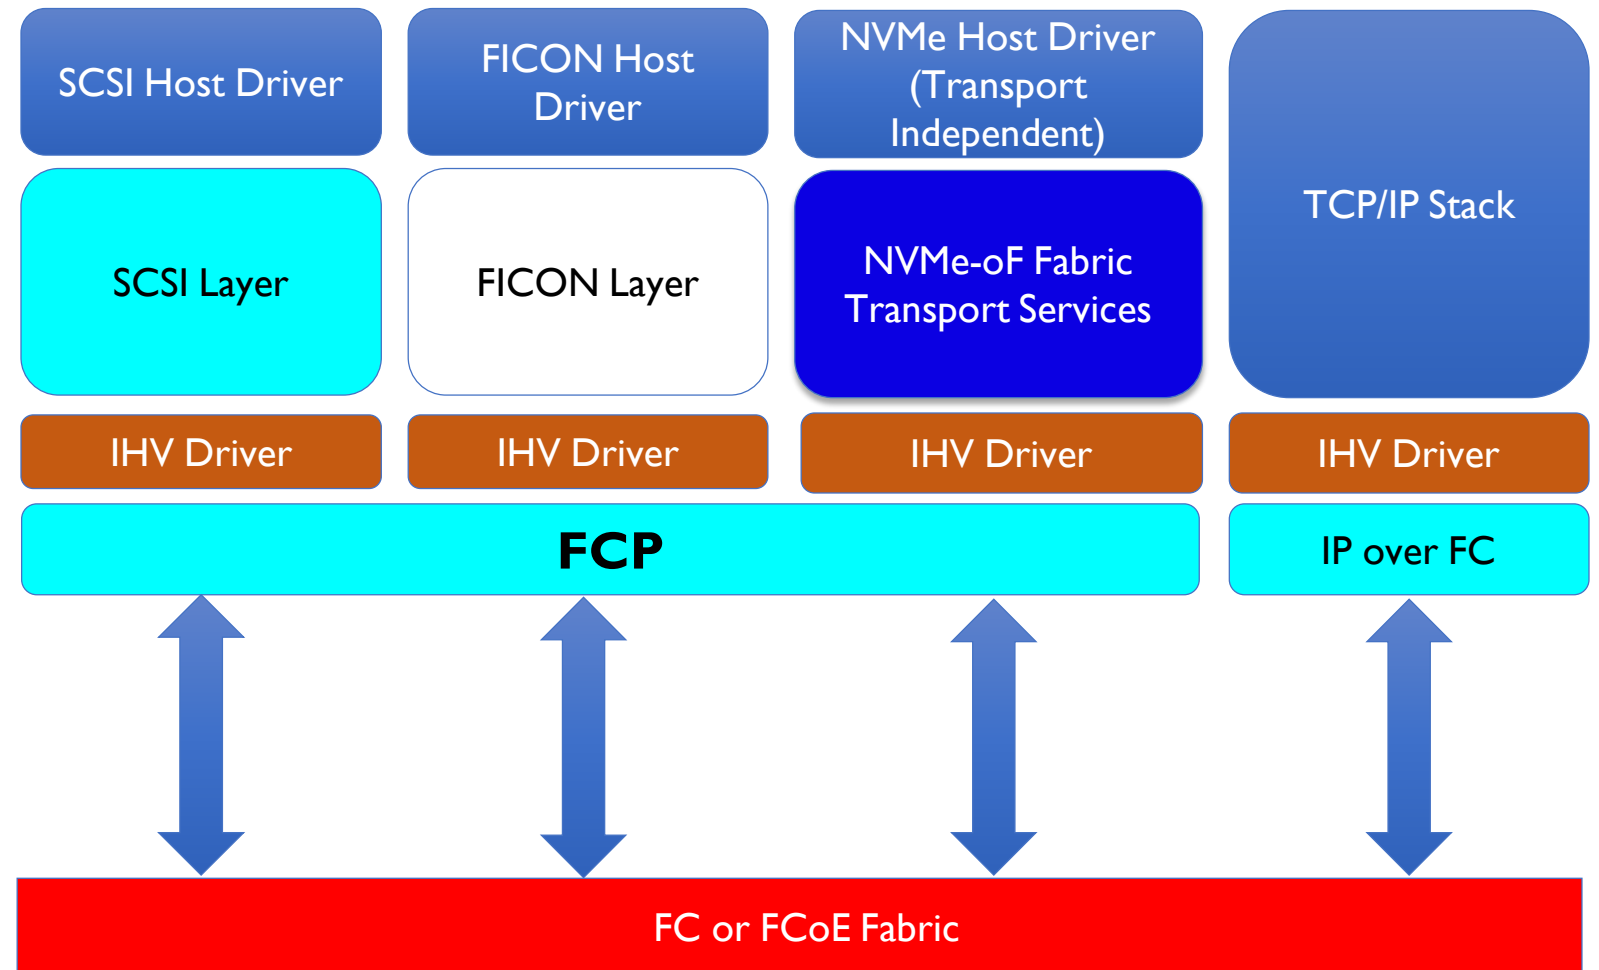 SCSI Host Driver
FICON Host
Driver
NVMe Host Driver
(Transport
Independent)
TCP/IP Stack
SCSI Layer
FICON Layer
NVMe-oF Fabric
Transport Services
IHV Driver
IHV Driver
IHV Driver
IHV Driver
FCP
IP over FC
FC or FCoE Fabric